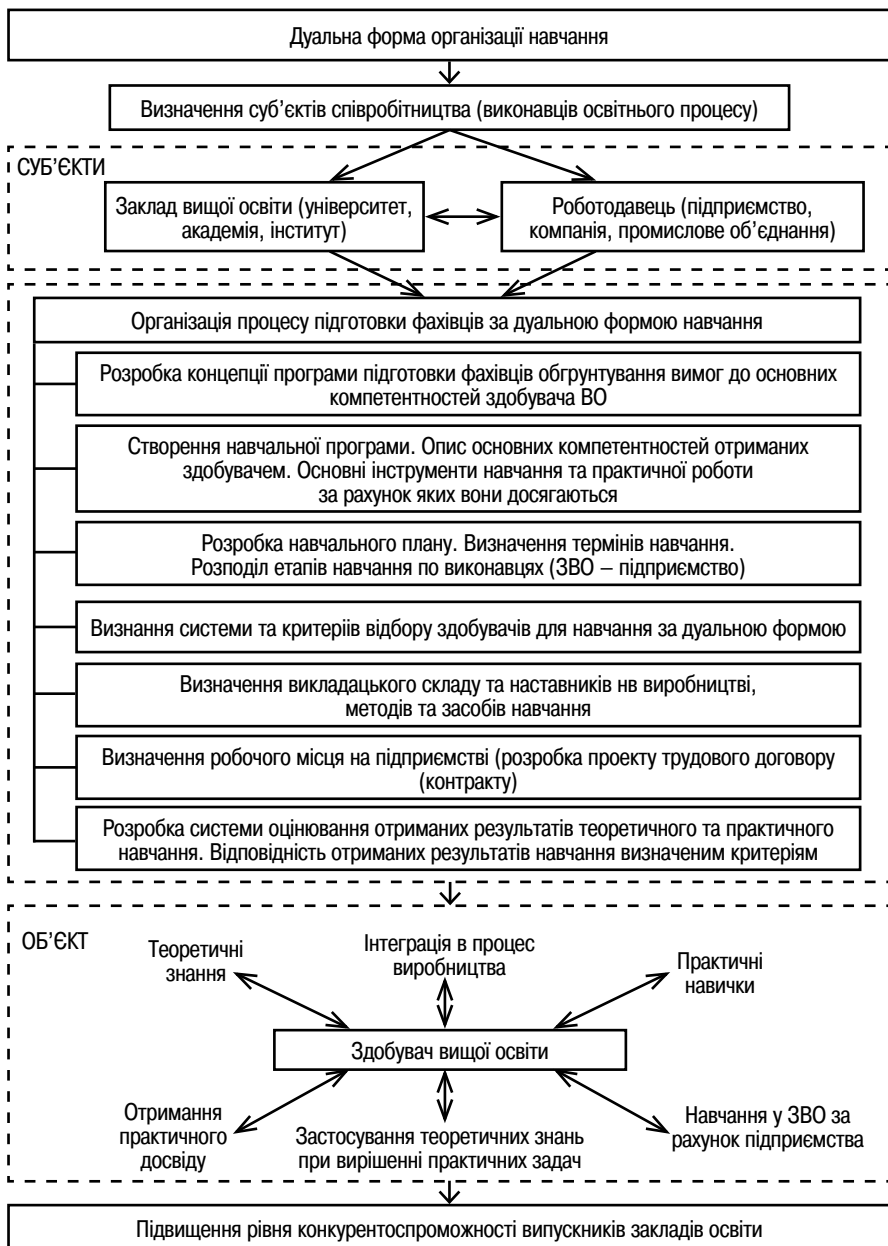 Дуальна форма організації навчання
Визначення суб’єктів співробітництва (виконавців освітнього процесу)
СУБ’ЄКТИ
Заклад вищої освіти (університет,
академія, інститут)
Роботодавець (підприємство,
компанія, промислове об’єднання)
Організація процесу підготовки фахівців за дуальною формою навчання
Розробка концепції програми підготовки фахівців обгрунтування вимог до основних
компетентностей здобувача ВО
Створення навчальної програми. Опис основних компетентностей отриманих
здобувачем. Основні інструменти навчання та практичної роботи
за рахунок яких вони досягаються
Розробка навчального плану. Визначення термінів навчання.
Розподіл етапів навчання по виконавцях (ЗВО – підприємство)
Визнання системи та критеріів відбору здобувачів для навчання за дуальною формою
Визначення викладацького складу та наставників нв виробництві,
методів та засобів навчання
Визначення робочого місця на підприємстві (розробка проекту трудового договору
(контракту)
Розробка системи оцінювання отриманих результатів теоретичного та практичного
навчання. Відповідність отриманих результатів навчання визначеним критеріям
ОБ’ЄКТ
Теоретичні
знання
Інтеграція в процес
виробництва
Практичні
навички
Здобувач вищої освіти
Отримання
практичного
досвіду
Застосування теоретичних знань
при вирішенні практичних задач
Навчання у ЗВО за
рахунок підприємства
Підвищення рівня конкурентоспроможності випускників закладів освіти